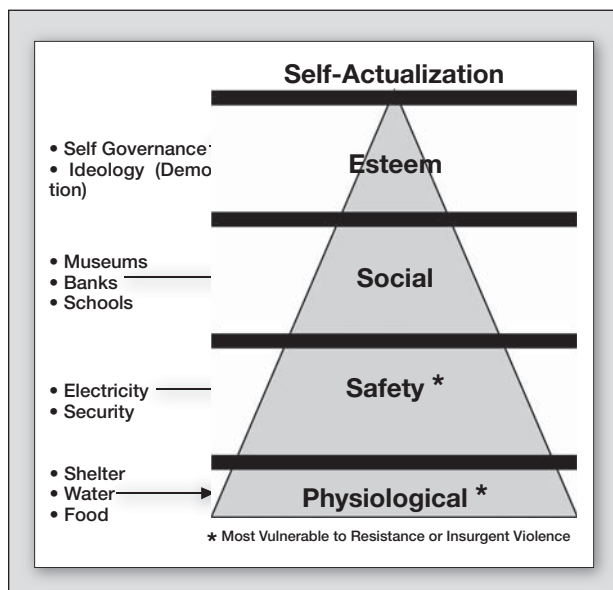 Self-Actualization
• Self Governance
• Ideology (Demo
tion)
Esteem
• Museums
• Banks
• Schools
Social
• Electricity
• Security
Safety *
• Shelter
• Water
• Food
Physiological *
* Most Vulnerable to Resistance or Insurgent Violence